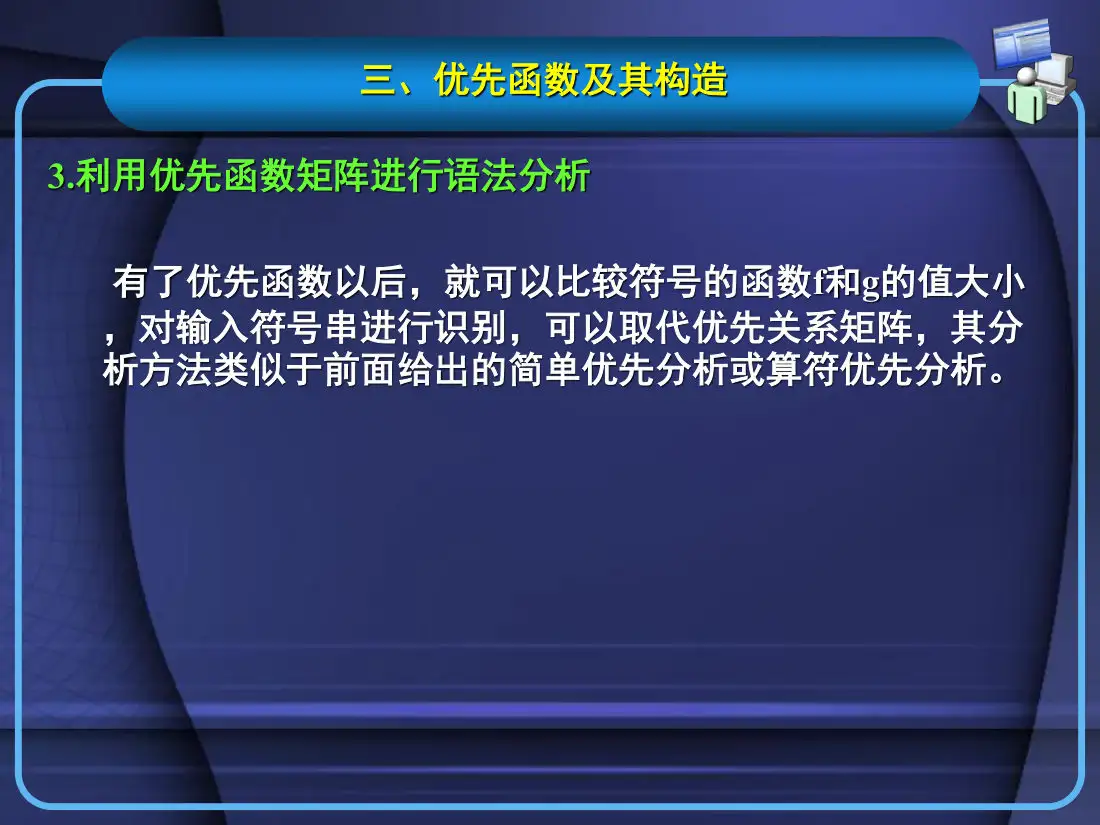 三、优先函数及其构造
3.利用优先函数矩阵进行语法分析
有了优先函数以后，就可以比较符号的函数f和g的值大小
，对输入符号串进行识别，可以取代优先关系矩阵，其分
析方法类似于前面给出的简单优先分析或算符优先分析。